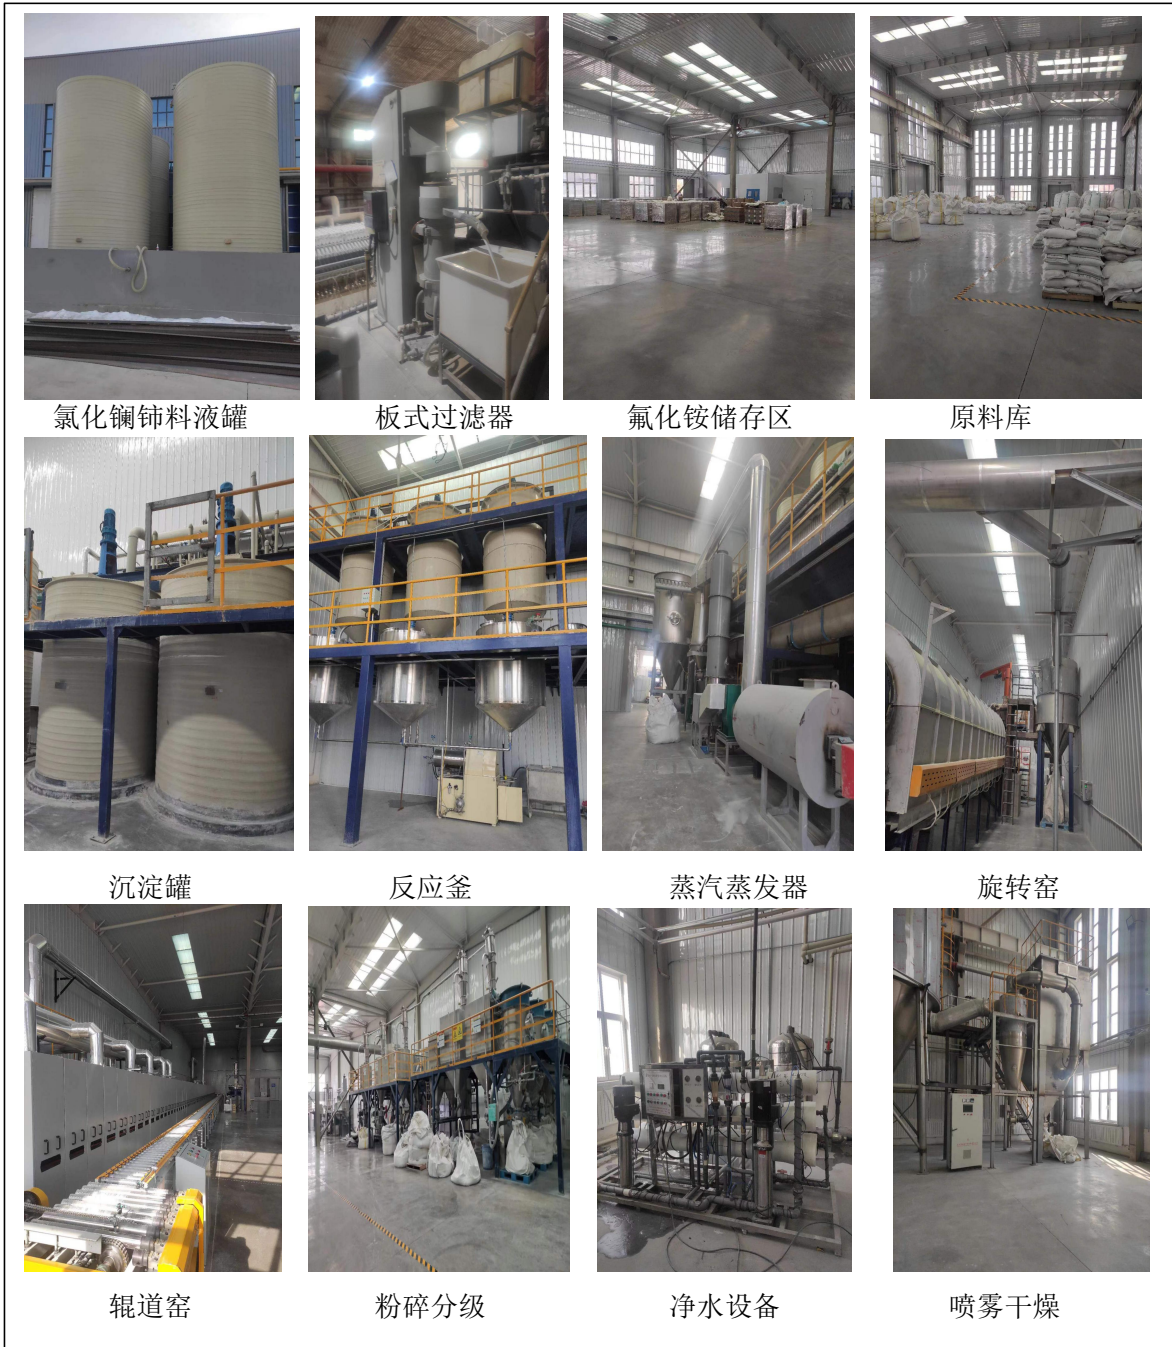 氯化镧铈料液罐
板式过滤器
氟化铵储存区
原料库
沉淀罐
反应釜
蒸汽蒸发器
旋转窑
辊道窑
粉碎分级
净水设备
喷雾干燥